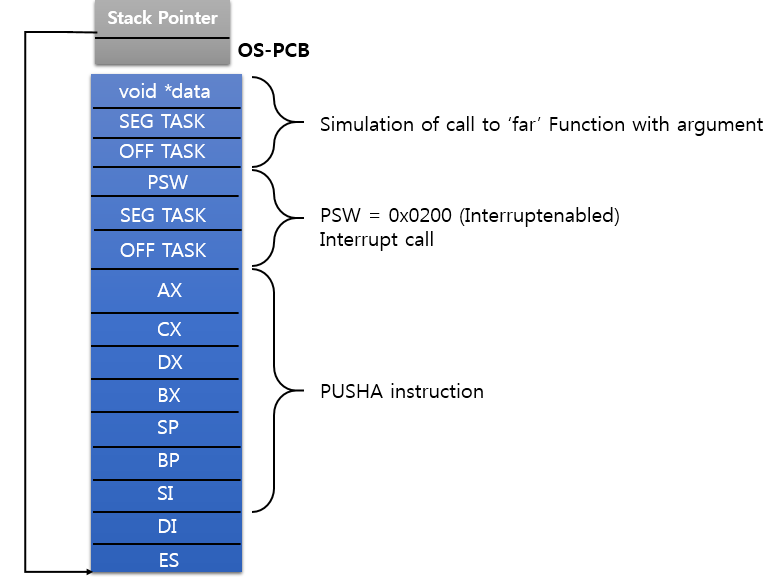 Stack Pointer
OS-PCB
void *data
SEG TASK
OFF TASK
Simulation of call to ‘far’ Function with argument
PSW
SEG TASK
OFF TASK
PSW = 0x0200 (Interruptenabled)
Interrupt call
AX
CX
DX
BX
SP
BP
SI
PUSHA instruction
DI
ES